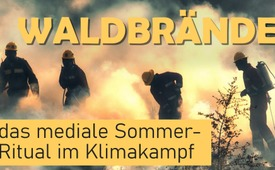 WALDBRÄNDE
das mediale Sommer-
Ritual im Klimakampf